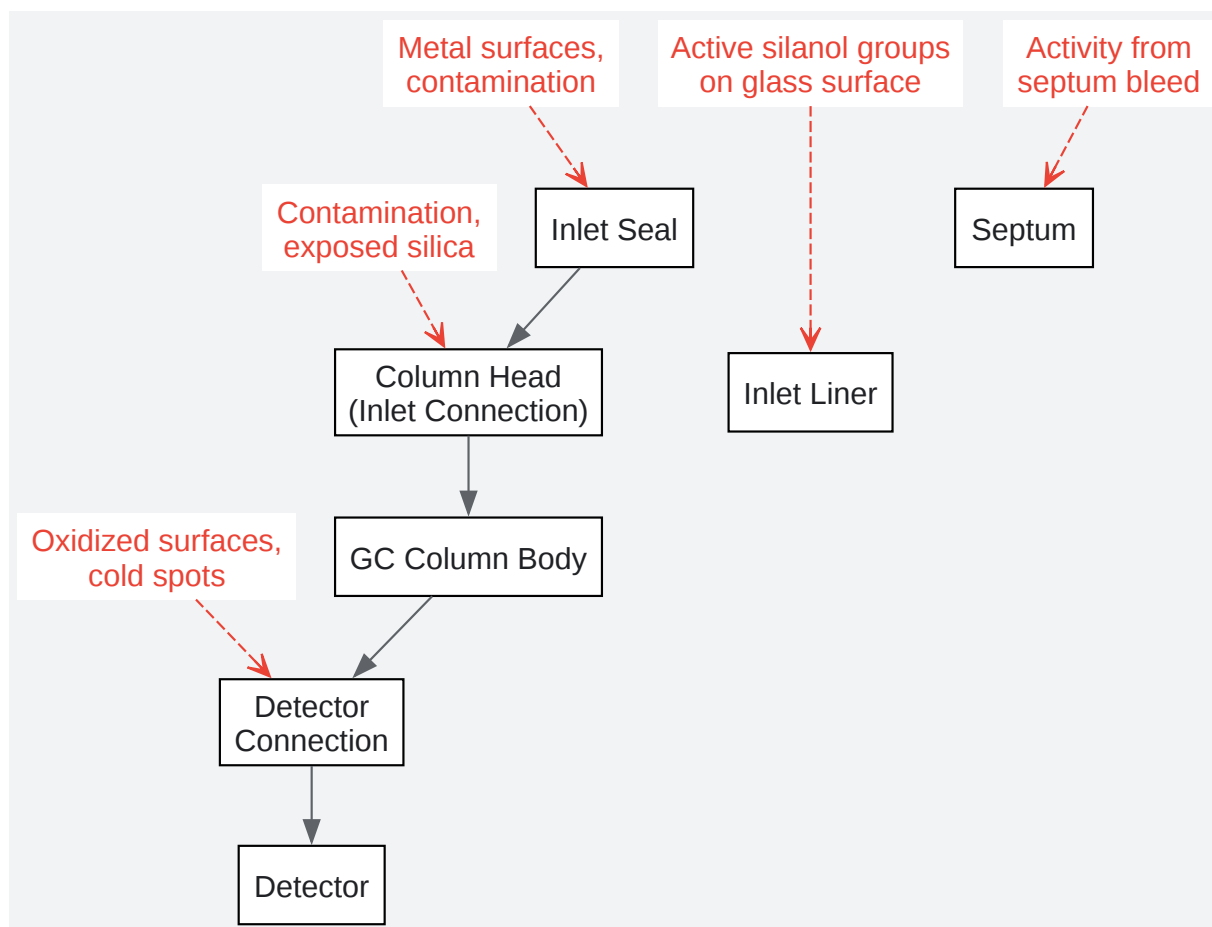 Metal surfaces,
contamination
Active silanol groups
on glass surface
Activity from
septum bleed
Contamination,
exposed silica
Inlet Seal
Septum
Column Head
(Inlet Connection)
Inlet Liner
Oxidized surfaces,
cold spots
GC Column Body
Detector
Connection
Detector